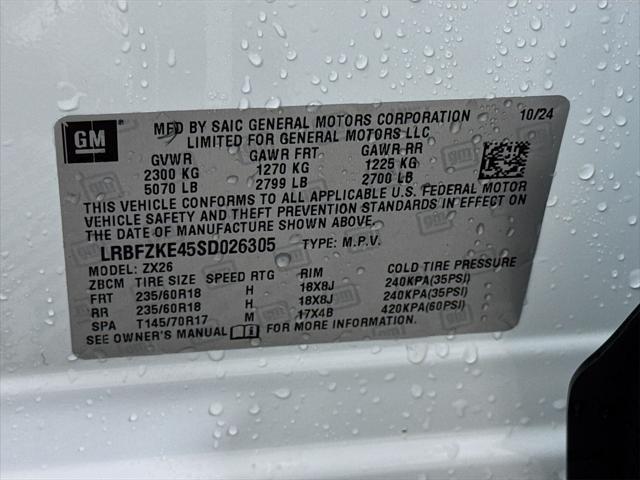 GM
MFD BY SAIC GENERAL MOTORS CORPORATION 10/24
LIMITED FOR GENERAL MOTORS LLC
GVWR GAWR FRT GAWR RR
2300 KG 1270 KG 1225 KG
5070 LB 2799 LB 2700 LB
THIS VEHICLE CONFORMS TO ALL APPLICABLE U.S. FEDERAL MOTOR
VEHICLE SAFETY AND THEFT PREVENTION STANDARDS IN EFFECT ON
THE DATE OF MANUFACTURE SHOWN ABOVE.
LRBFZKE45SD026305 TYPE: M.P.V.
MODEL: ZX26
ZBCM TIRE SIZE SPEED RTG RIM COLD TIRE PRESSURE
FRT 235/60R18 H 18X8J 240KPA(35PSI)
RR 235/60R18 H 18X8J 240KPA(35PSI)
SPA T145/70R17 M 17X4B 420KPA(60PSI)
SEE OWNER'S MANUAL FOR MORE INFORMATION.